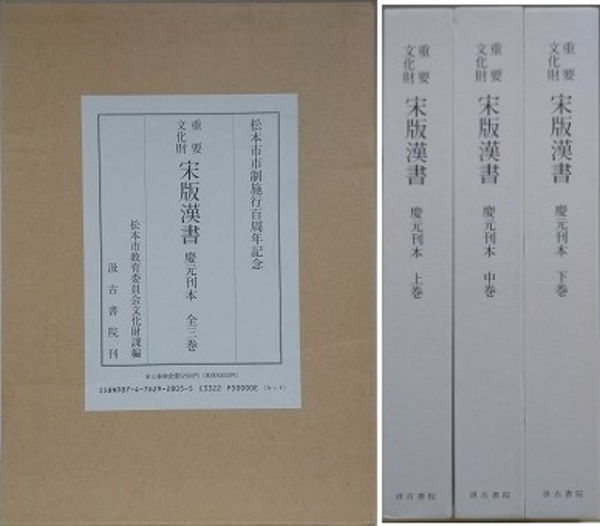 松本市市制施行百周年記念
重要
文化財
宋版漢書 慶元刊本 全三巻
松本市教育委員会文化財課編
汲古書院刊
ISBN987-4-7629-2805-5 C3322 P50000E (セット)
重要
文化財
宋版漢書 慶元刊本 上巻
汲古書院
重要
文化財
宋版漢書 慶元刊本 中巻
汲古書院
重要
文化財
宋版漢書 慶元刊本 下巻
汲古書院